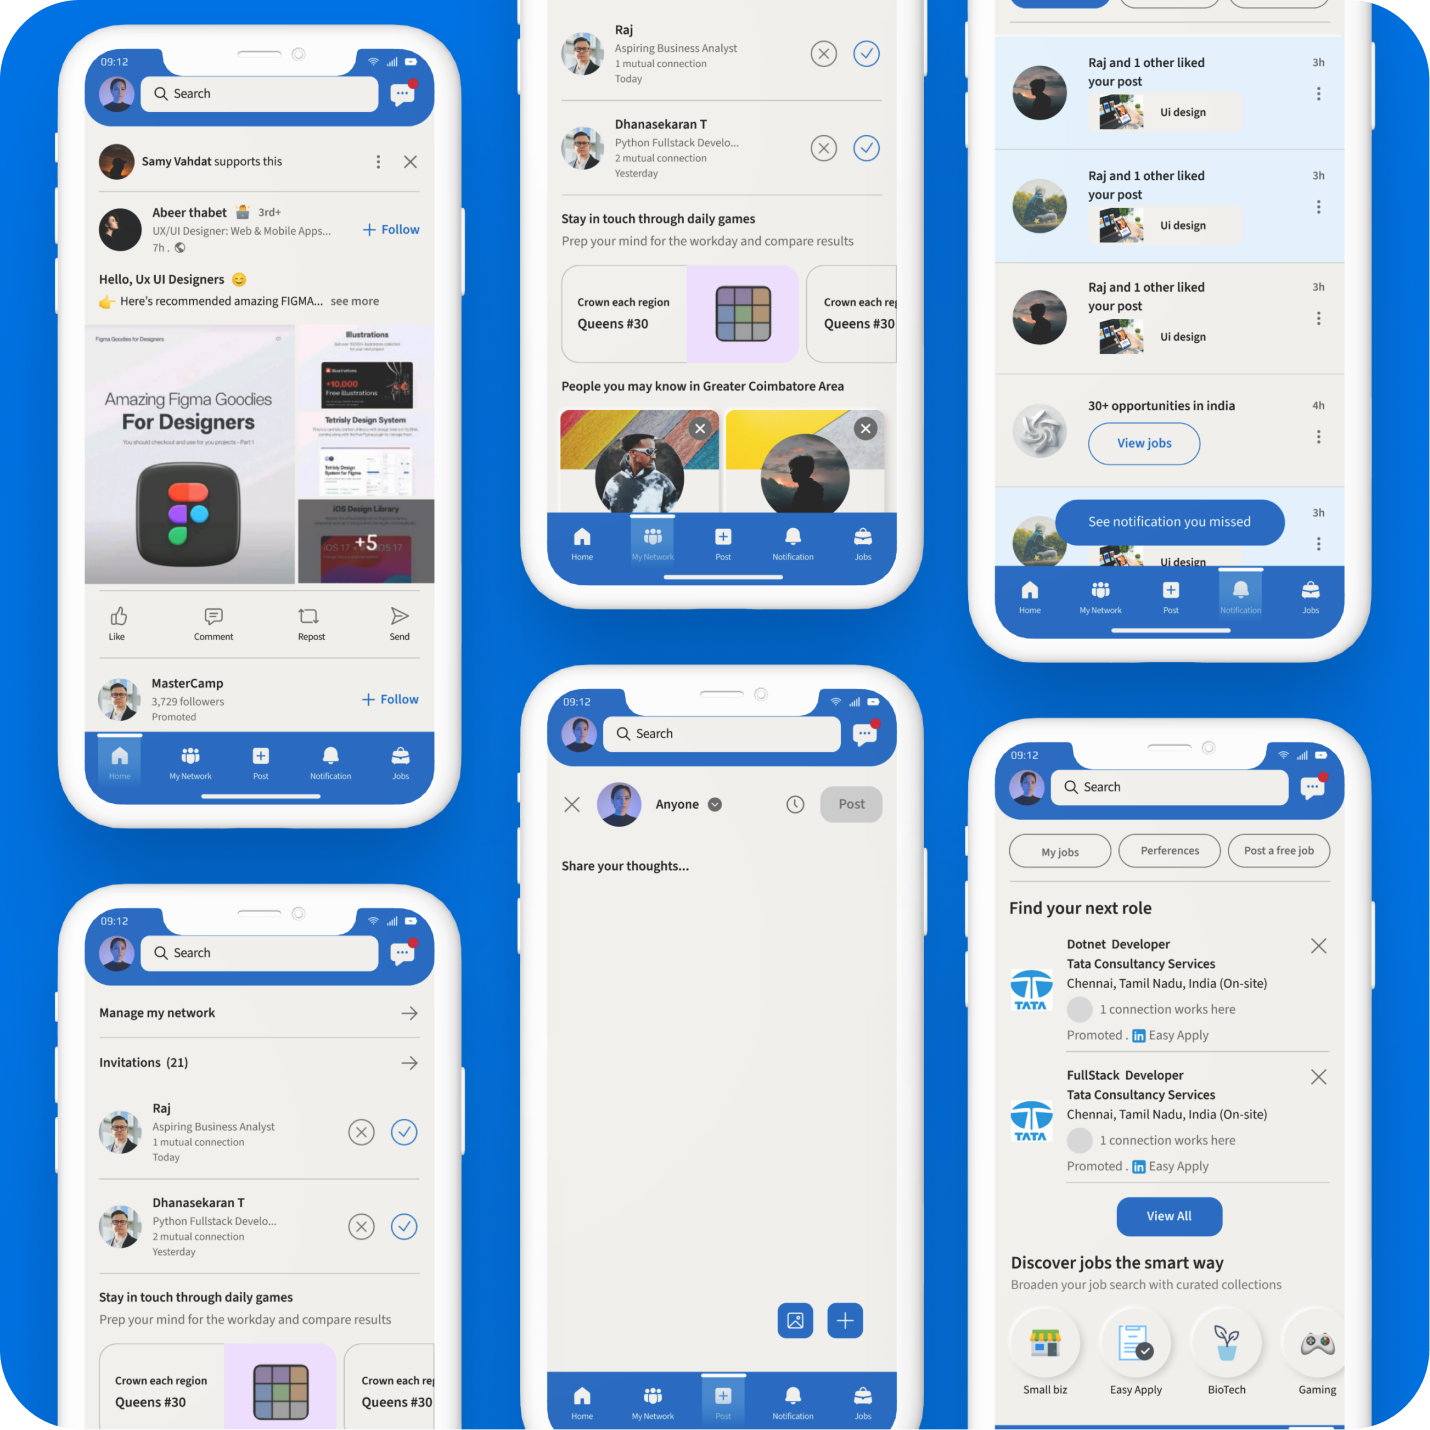 09:12
Search
Samy Vahdat supports this
Abeer thabet 3rd+
UX/UI Designer: Web & Mobile Apps...
+ Follow
7h .
Hello, Ux UI Designers
Here's recommended amazing FIGMA... see more
Figma Goodies for Designers
Amazing Figma Goodies
For Designers
You should checkout and use for you projects - Part 1
Illustrations
+10,000
Free Illustrations
Tetrisly Design System
Tetrisly Design
System for Figma
iOS Design Library
+5
Like
Comment
Repost
Send
MasterCamp
3,729 followers
Promoted
+ Follow
Home
My Network
Post
Notification
Jobs
09:12
Search
Manage my network
Invitations (21)
Raj
Aspiring Business Analyst
1 mutual connection
Today
Dhanasekaran T
Python Fullstack Develo...
2 mutual connection
Yesterday
Stay in touch through daily games
Prep your mind for the workday and compare results
Crown each region
Queens #30
Crown each reg
Queens #30
Raj
Aspiring Business Analyst
1 mutual connection
Today
Dhanasekaran T
Python Fullstack Develo...
2 mutual connection
Yesterday
Stay in touch through daily games
Prep your mind for the workday and compare results
Crown each region
Queens #30
Crown each reg
Queens #30
People you may know in Greater Coimbatore Area
Home
My Network
Post
Notification
Jobs
09:12
Search
Anyone
Post
Share your thoughts...
Home
My Network
Post
Notification
Jobs
Raj and 1 other liked
your post
3h
Ui design
Raj and 1 other liked
your post
3h
Ui design
Raj and 1 other liked
your post
3h
Ui design
30+ opportunities in india
4h
View jobs
3h
See notification you missed
Ui design
Home
My Network
Post
Notification
Jobs
09:12
Search
My jobs
Perferences
Post a free job
Find your next role
Dotnet Developer
Tata Consultancy Services
Chennai, Tamil Nadu, India (On-site)
TATA
1 connection works here
Promoted . in Easy Apply
FullStack Developer
Tata Consultancy Services
Chennai, Tamil Nadu, India (On-site)
TATA
1 connection works here
Promoted . in Easy Apply
View All
Discover jobs the smart way
Broaden your job search with curated collections
Small biz
Easy Apply
BioTech
Gaming